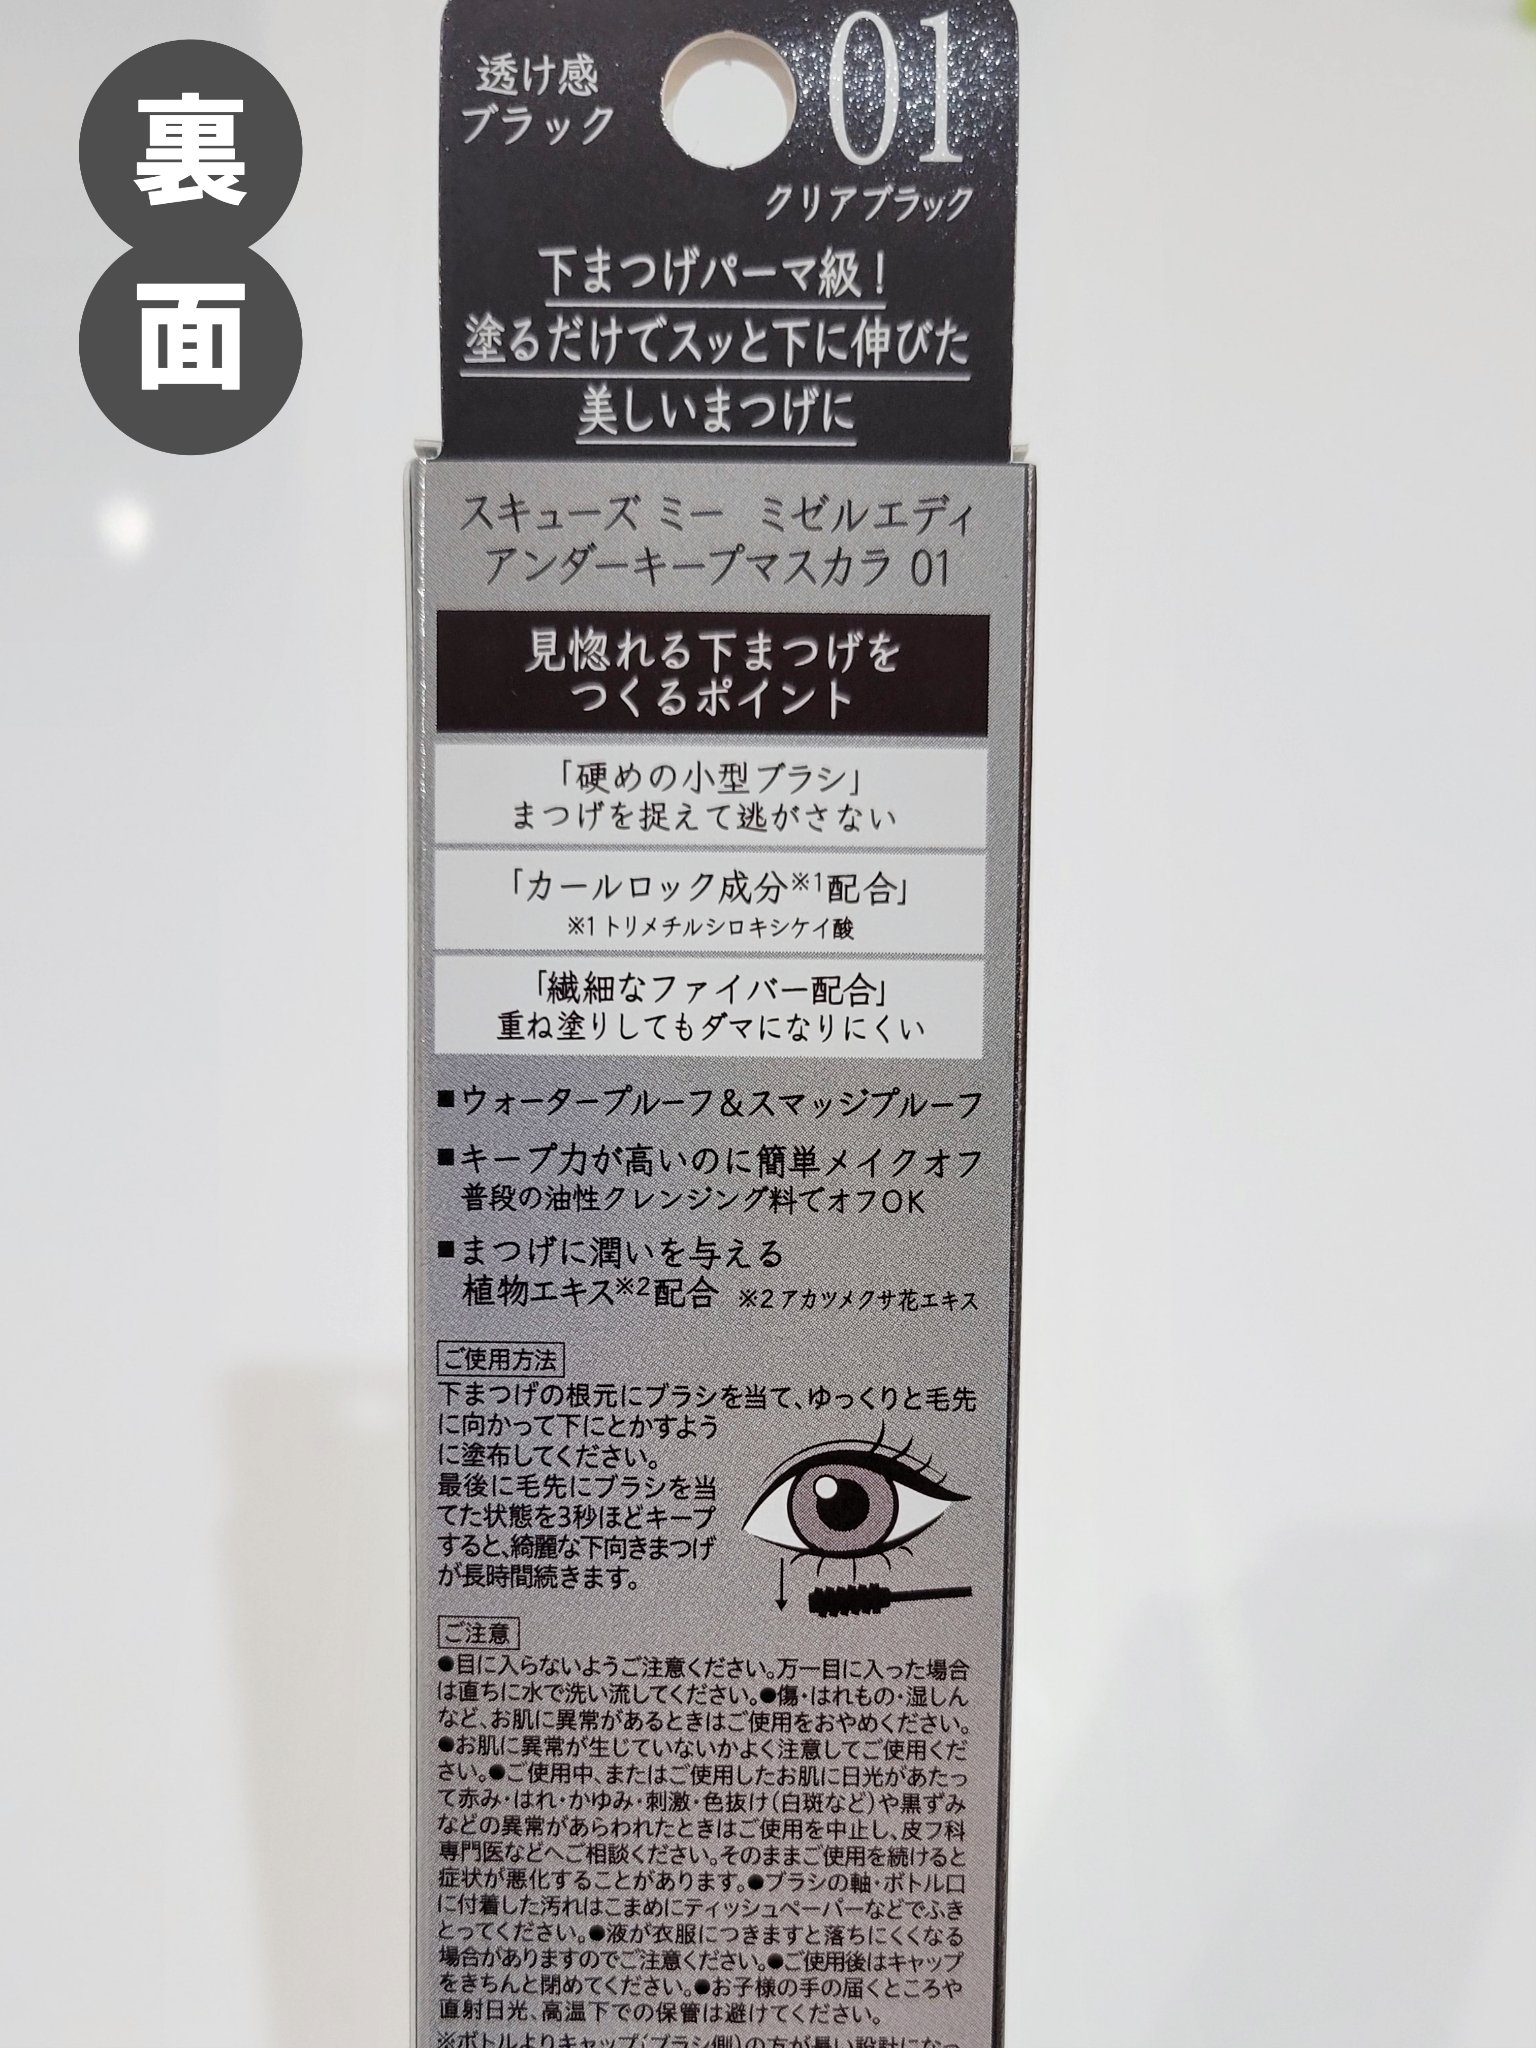 裏
面
透け感
ブラック
01
クリアブラック
下まつげパーマ級！
塗るだけでスッと下に伸びた
美しいまつげに
スキューズ ミー ミゼルエディ
アンダーキープマスカラ 01
見惚れる下まつげを
つくるポイント
「硬めの小型ブラシ」
まつげを捉えて逃がさない
「カールロック成分※1配合」
※1 トリメチルシロキシケイ酸
「繊細なファイバー配合」
重ね塗りしてもダマになりにくい
■ウォータープルーフ＆スマッジプルーフ
■キープ力が高いのに簡単メイクオフ
普段の油性クレンジング料でオフOK
■まつげに潤いを与える
植物エキス※2配合 ※2 アカツメクサ花エキス
ご使用方法
下まつげの根元にブラシを当て、ゆっくりと毛先
に向かって下にとかすよう
に塗布してください。
最後に毛先にブラシを当
てた状態を3秒ほどキープ
すると、綺麗な下向きまつげ
が長時間続きます。
ご注意
●目に入らないようご注意ください。万一目に入った場合
は直ちに水で洗い流してください。●傷・はれもの・湿しん
など、お肌に異常があるときはご使用をおやめください。
●お肌に異常が生じていないかよく注意してご使用くだ
さい。●ご使用中、またはご使用したお肌に日光があたっ
て赤み・はれ・かゆみ・刺激・色抜け（白斑など）や黒ずみ
などの異常があらわれたときはご使用を中止し、皮フ科
専門医などへご相談ください。そのままご使用を続けると
症状が悪化することがあります。●ブラシの軸・ボトル口
に付着した汚れはこまめにティッシュペーパーなどでふき
とってください。●液が衣服につきますと落ちにくくなる
場合がありますのでご注意ください。●ご使用後はキャップ
をきちんと閉めてください。●お子様の手の届くところや
直射日光、高温下での保管は避けてください。
※ボトルよりキャップ（ブラシ側）の方が長い設計になっ